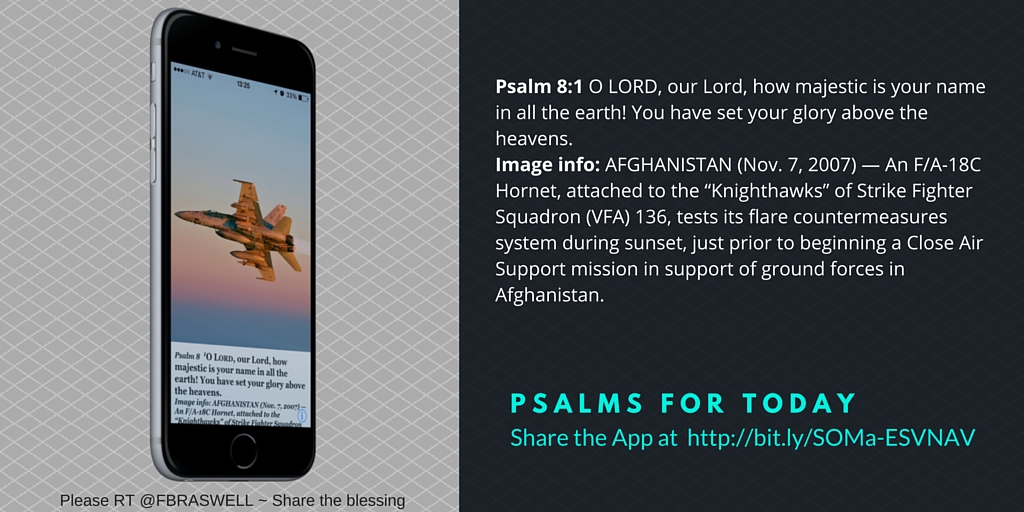 ●●●○○ AT&T
13:25
33%
Psalm 8 ¹O LORD, our Lord, how
majestic is your name in all the
earth! You have set your glory above
the heavens.
Image info: AFGHANISTAN (Nov. 7, 2007) —
An F/A-18C Hornet, attached to the
“Knighthawks” of Strike Fighter Squadron
Please RT @FBRASWELL ~ Share the blessing
Psalm 8:1 O LORD, our Lord, how majestic is your name
in all the earth! You have set your glory above the
heavens.
Image info: AFGHANISTAN (Nov. 7, 2007) — An F/A-18C
Hornet, attached to the “Knighthawks” of Strike Fighter
Squadron (VFA) 136, tests its flare countermeasures
system during sunset, just prior to beginning a Close Air
Support mission in support of ground forces in
Afghanistan.
PSALMS FOR TODAY
Share the App at http://bit.ly/SOMa-ESVNAV